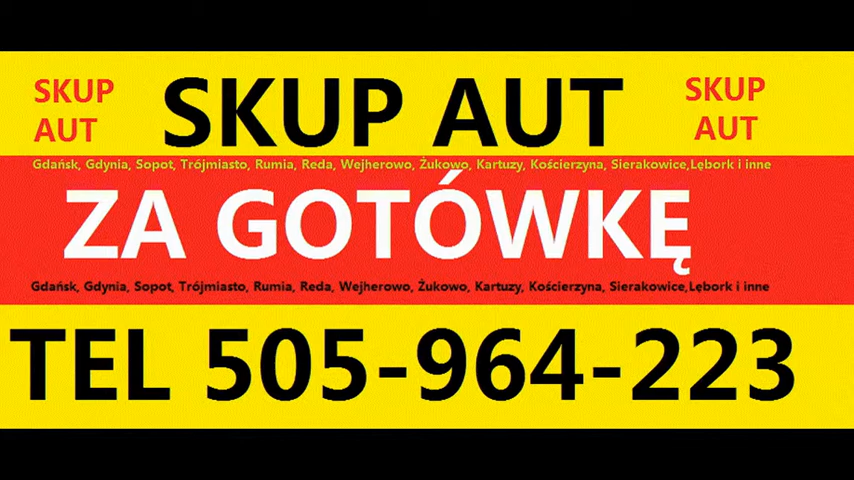 SKUP AUT
SKUP AUT
SKUP AUT
Gdańsk, Gdynia, Sopot, Trójmiasto, Rumia, Reda, Wejherowo, Żukowo, Kartuzy, Kościerzyna, Sierakowice,Lębork i inne
ZA GOTÓWKĘ
Gdańsk, Gdynia, Sopot, Trójmiasto, Rumia, Reda, Wejherowo, Żukowo, Kartuzy, Kościerzyna, Sierakowice,Lębork i inne
TEL 505-964-223